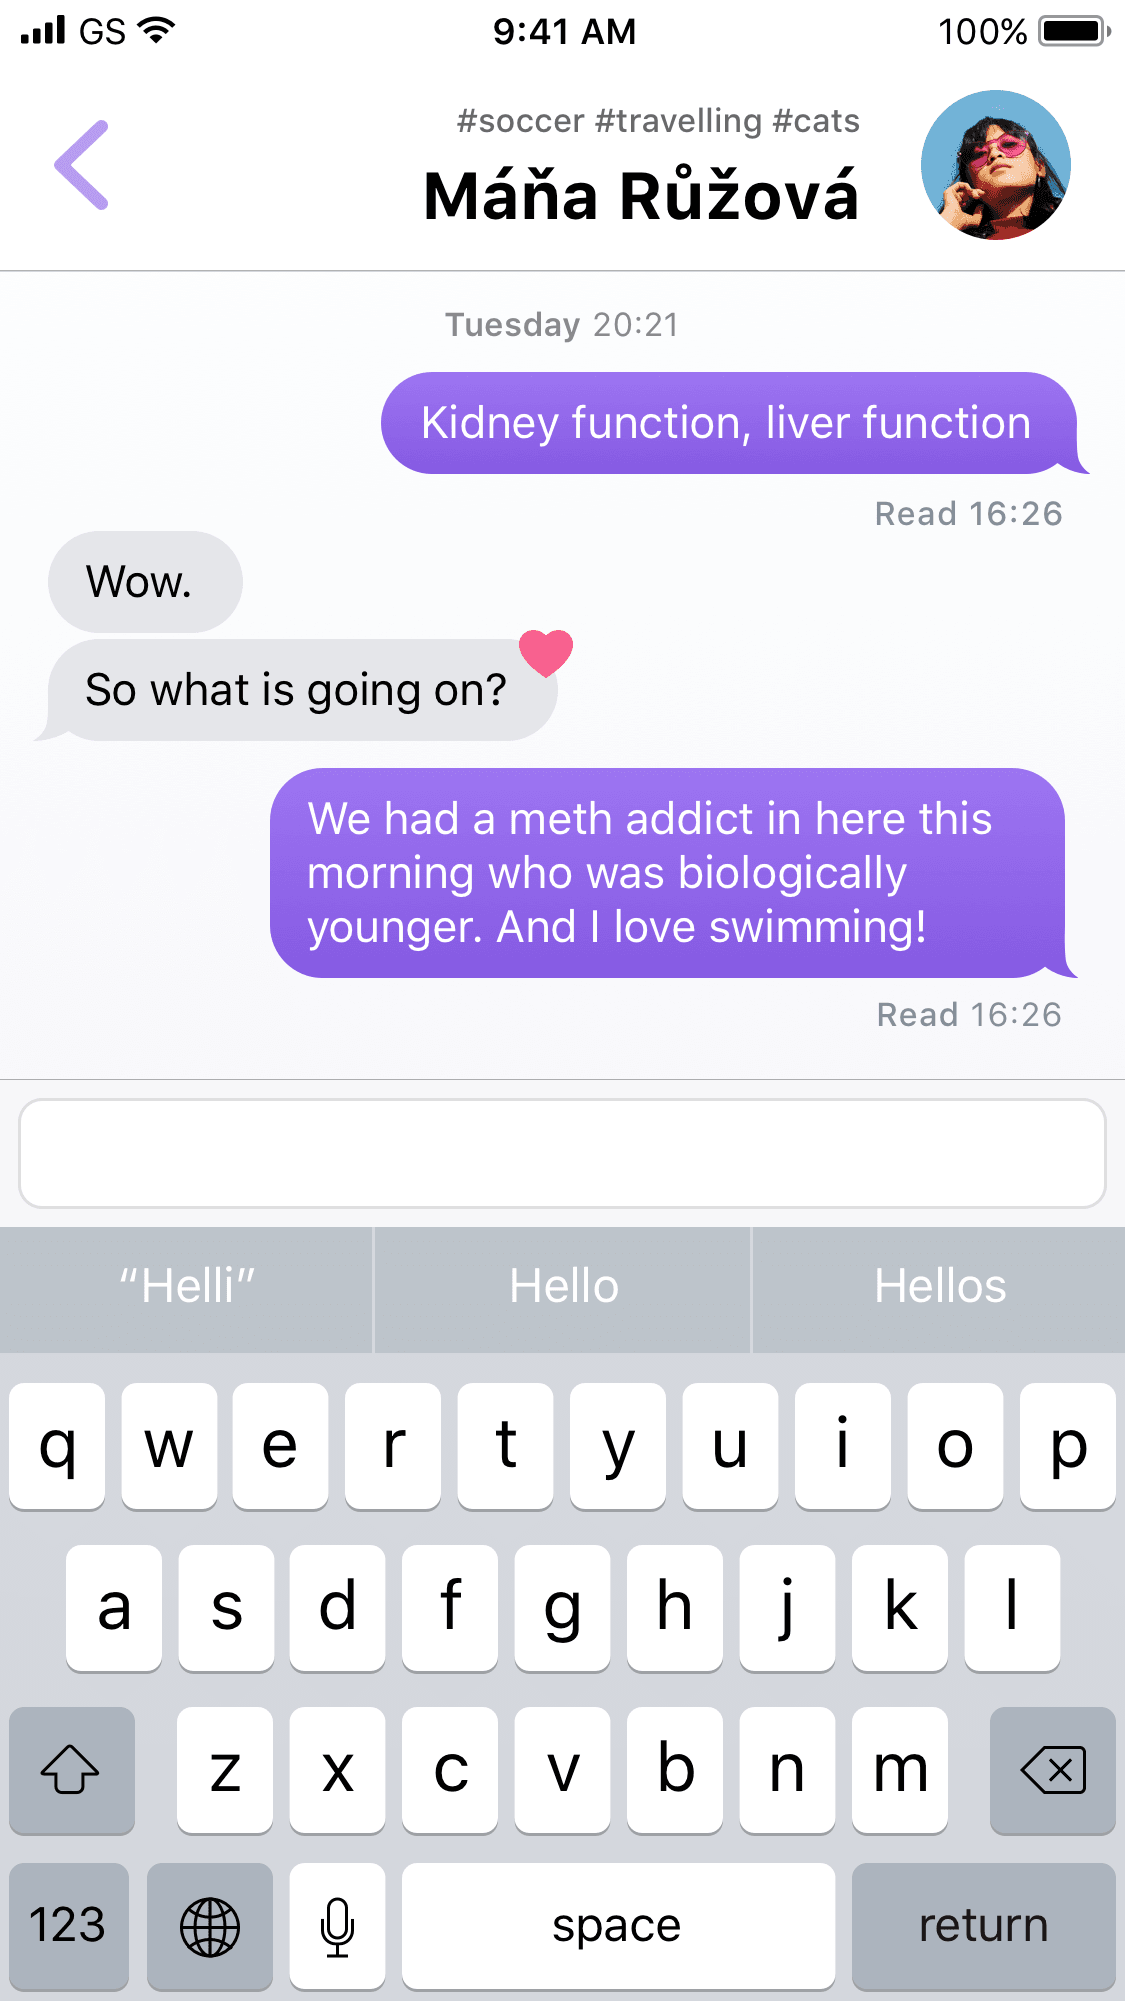 GS 9:41 AM 100%
#soccer #travelling #cats
Máňa Růžová
Tuesday 20:21
Kidney function, liver function
Read 16:26
Wow.
So what is going on?
We had a meth addict in here this
morning who was biologically
younger. And I love swimming!
Read 16:26
“Helli” Hello Hellos
q w e r t y u i o p
a s d f g h j k l
z x c v b n m
123 space return